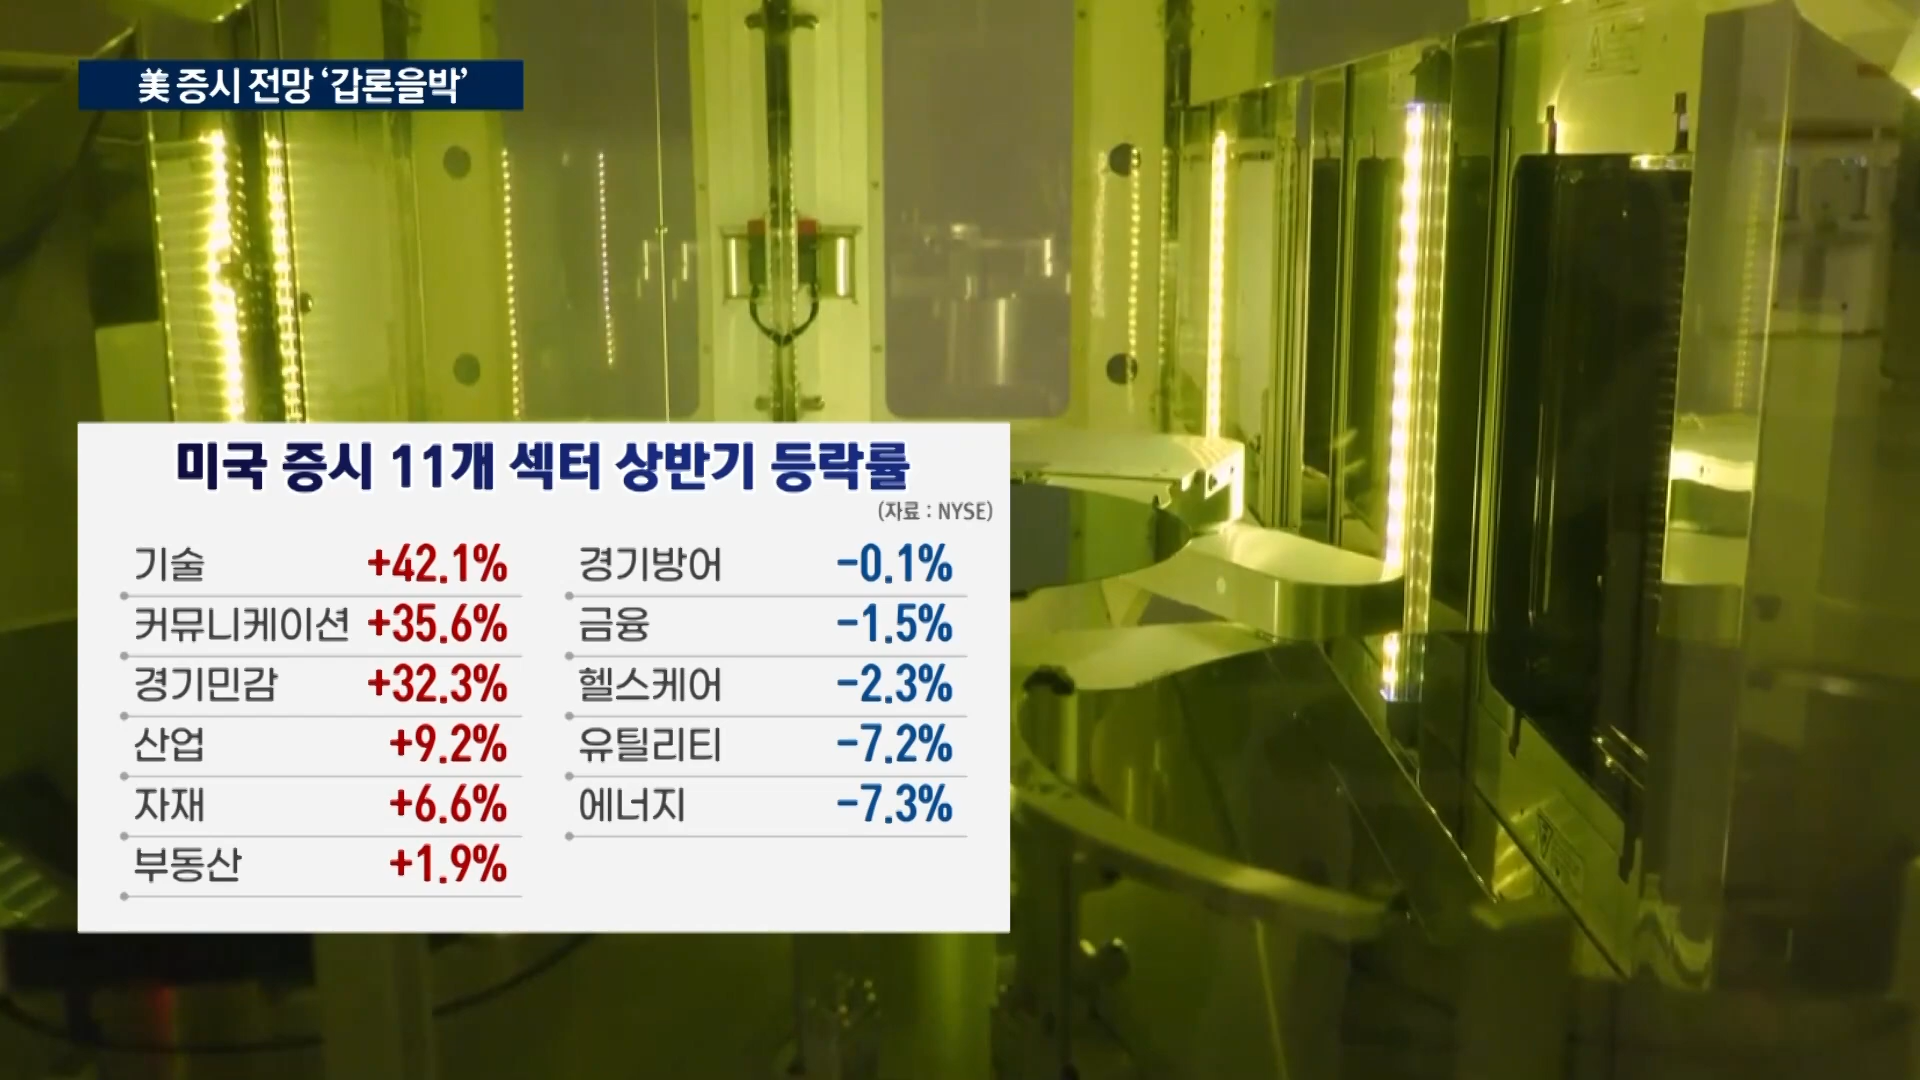 美 증시 전망 ‘갑론을박’
미국 증시 11개 섹터 상반기 등락률
(자료 : NYSE)
기술 +42.1%
커뮤니케이션 +35.6%
경기민감 +32.3%
산업 +9.2%
자재 +6.6%
부동산 +1.9%
경기방어 -0.1%
금융 -1.5%
헬스케어 -2.3%
유틸리티 -7.2%
에너지 -7.3%